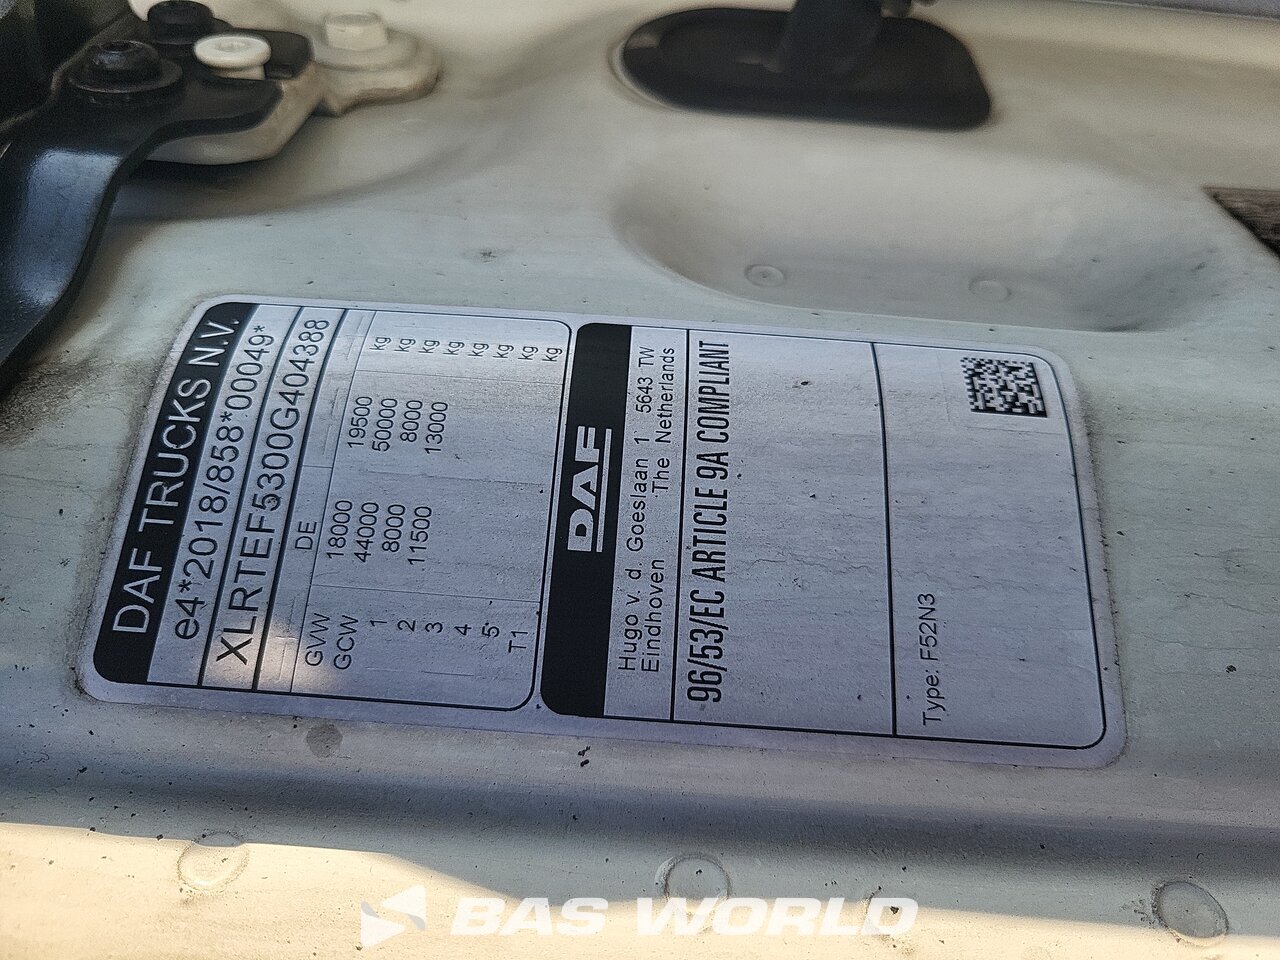 DAF TRUCKS N.V.
e4*2018/858*00049*
XLRTEF5300G404388
DE
GVW 18000 19500 kg
GCW 44000 50000 kg
1 8000 8000 kg
2 11500 13000 kg
3 kg
4 kg
5 kg
T1 kg
DAF
Hugo v. d. Goeslaan 1 5643 TW
Eindhoven The Netherlands
96/53/EC ARTICLE 9A COMPLIANT
Type: F52N3
BAS WORLD